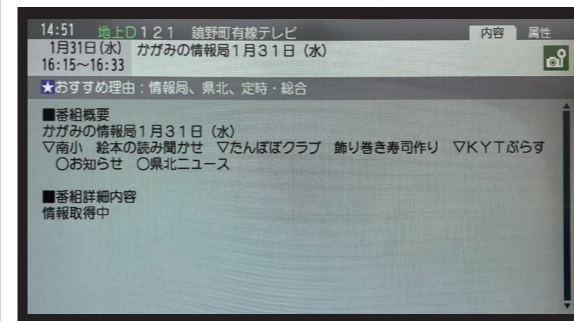 14:51 地上D121 鏡野町有線テレビ 内容 属性
1月31日(水) かがみの情報局1月31日(水)
16:15～16:33
★おすすめ理由:情報局、県北、定時・総合
■番組概要
かがみの情報局1月31日(水)
▽南小 絵本の読み聞かせ ▽たんぽぽクラブ 飾り巻き寿司作り ▽KYTぷらす
○お知らせ ○県北ニュース
■番組詳細内容
情報取得中